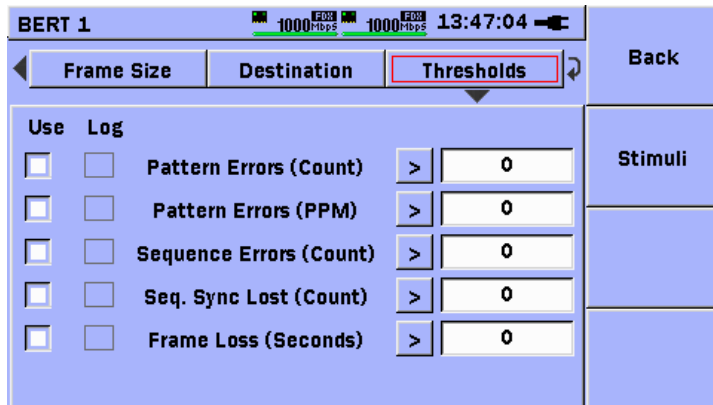 BERT 1 1000 FDX Mbps 1000 FDX Mbps 13:47:04
Back
Frame Size Destination Thresholds
Use Log
Stimuli
Pattern Errors (Count) > 0
Pattern Errors (PPM) > 0
Sequence Errors (Count) > 0
Seq. Sync Lost (Count) > 0
Frame Loss (Seconds) > 0